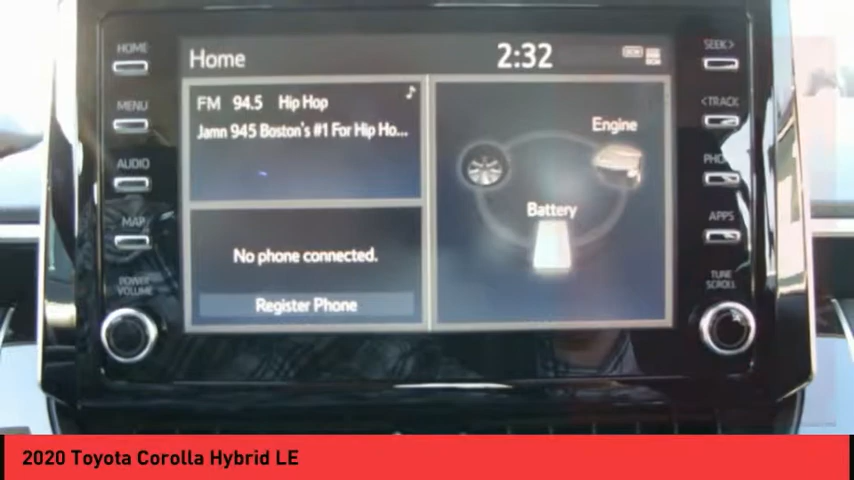 HOME
Home
2:32
SEEK>
MENU
FM 94.5 Hip Hop
Jamn 945 Boston's #1 For Hip Ho...
Engine
<TRACK
AUDIO
PHONE
MAP
Battery
APPS
No phone connected.
POWER
VOLUME
Register Phone
TUNE
SCROLL
2020 Toyota Corolla Hybrid LE